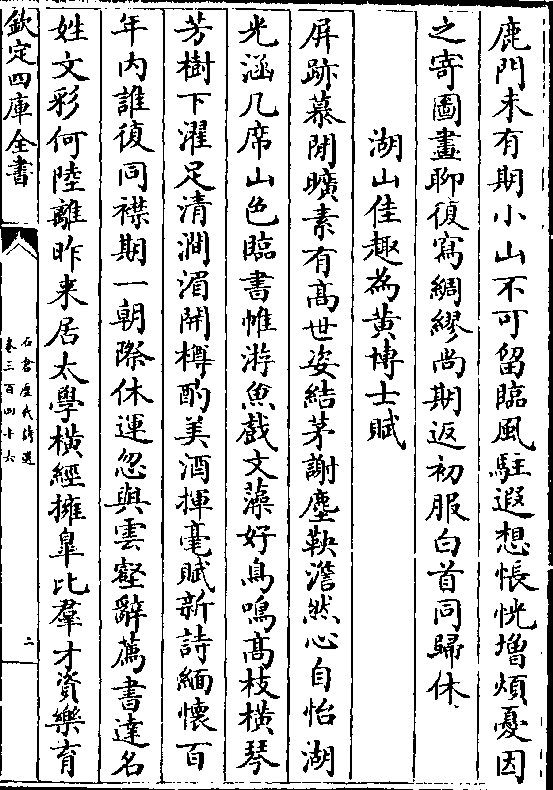 鹿門未有期小山不可留臨風駐遐想悵恍増煩憂因
之寄圖畫聊復寫綢繆尚期返初服白首同歸休
湖山佳趣為黄博士賦
屏跡慕閒曠素有髙世姿結茅謝塵鞅澹然心自怡湖
光涵几席山色臨書帷游魚戯文藻好鳥鳴髙枝横琴
芳樹下濯足清澗湄開樽酌美酒揮毫賦新詩緬懐百
年内誰復同襟期一朝際休運忽與雲壑辭薦書達名
姓文彩何陸離昨来居太學横經擁臯比羣才資樂育
欽定四庫全書
石倉歴代詩選
卷三百四十六
二